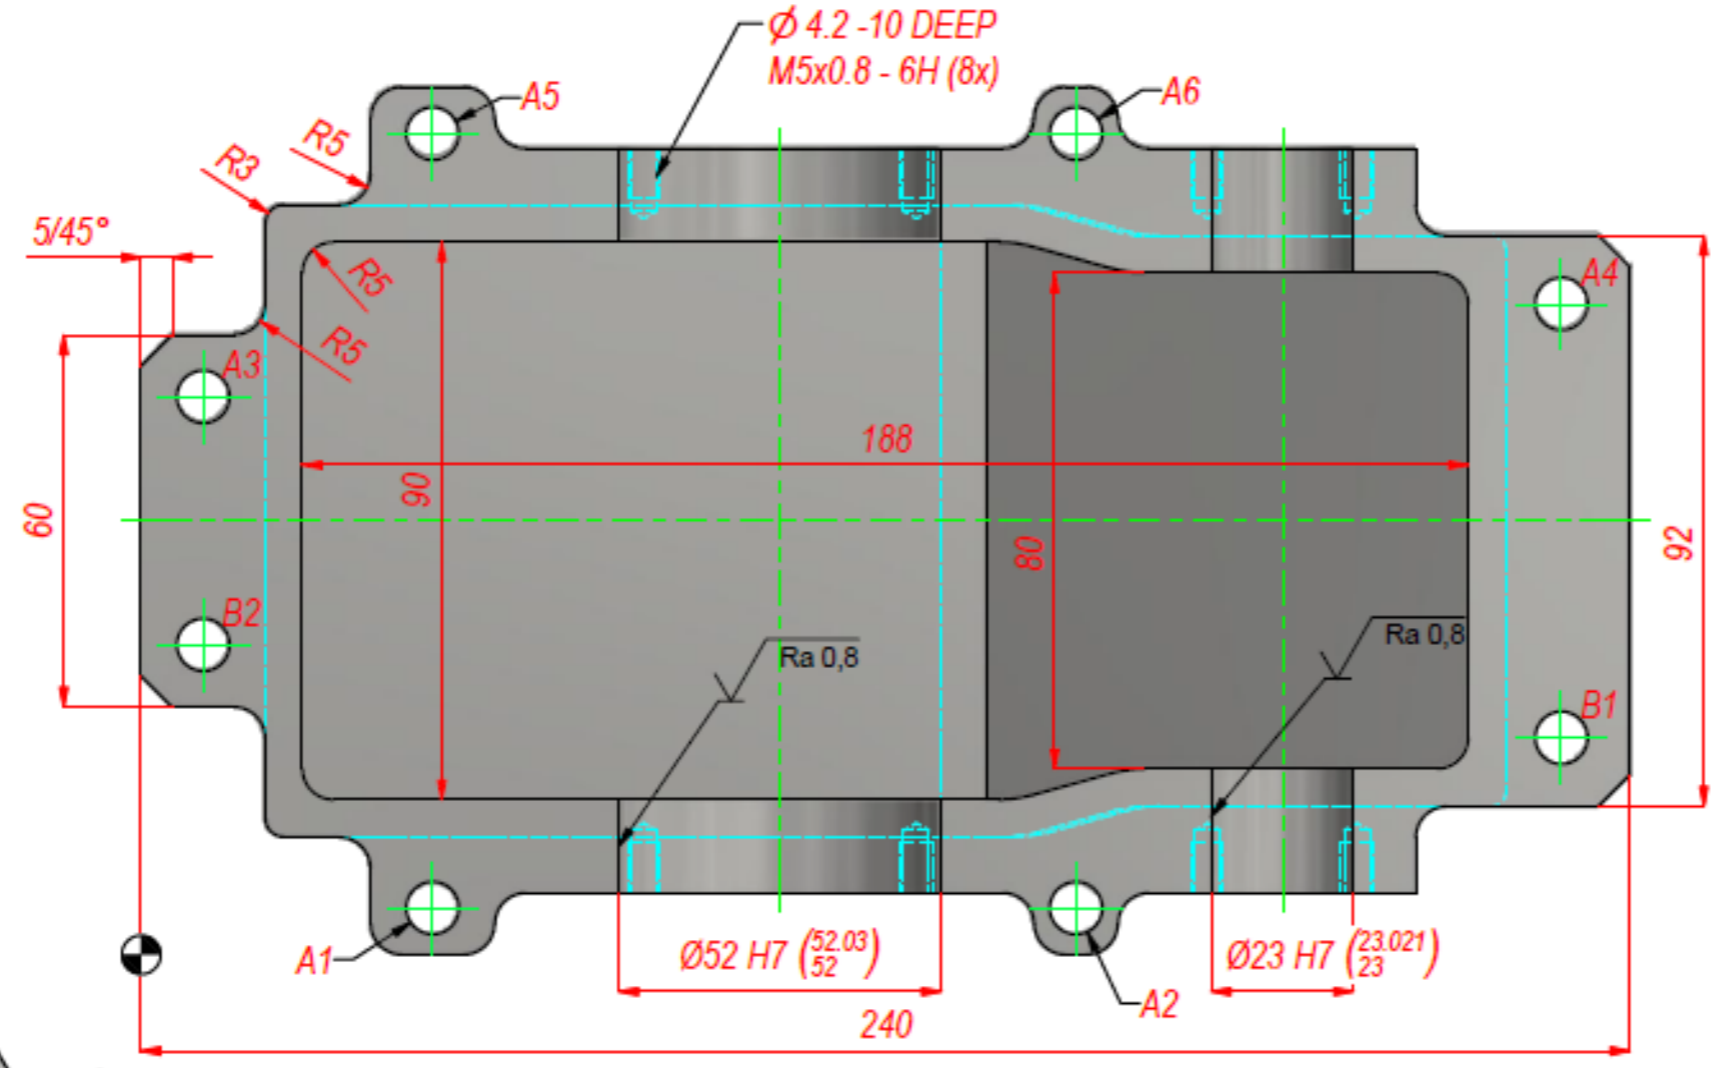 Ø 4.2 -10 DEEP
M5x0.8 - 6H (8x)
A5
A6
R5
R3
5/45°
R5
R5
A3
A4
188
90
60
80
92
B2
Ra 0,8
Ra 0,8
B1
A1
Ø52 H7 (52.03
52)
Ø23 H7 (23.021
23)
A2
240